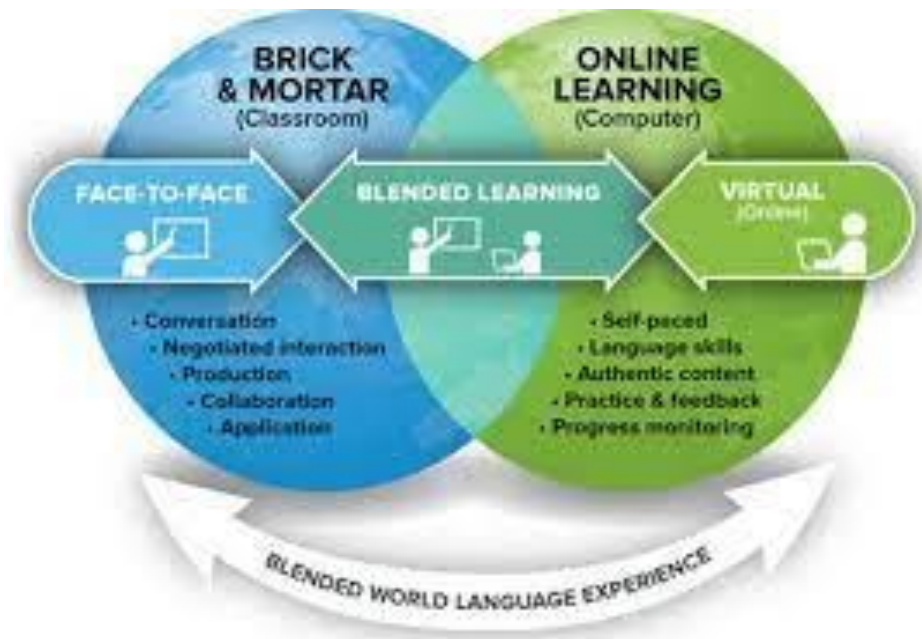 BRICK
& MORTAR
(Classroom)
ONLINE
LEARNING
(Computer)
FACE-TO-FACE
BLENDED LEARNING
VIRTUAL
(Online)
• Conversation
• Negotiated interaction
• Production
• Collaboration
• Application
• Self-paced
• Language skills
• Authentic content
• Practice & feedback
• Progress monitoring
BLENDED WORLD LANGUAGE EXPERIENCE